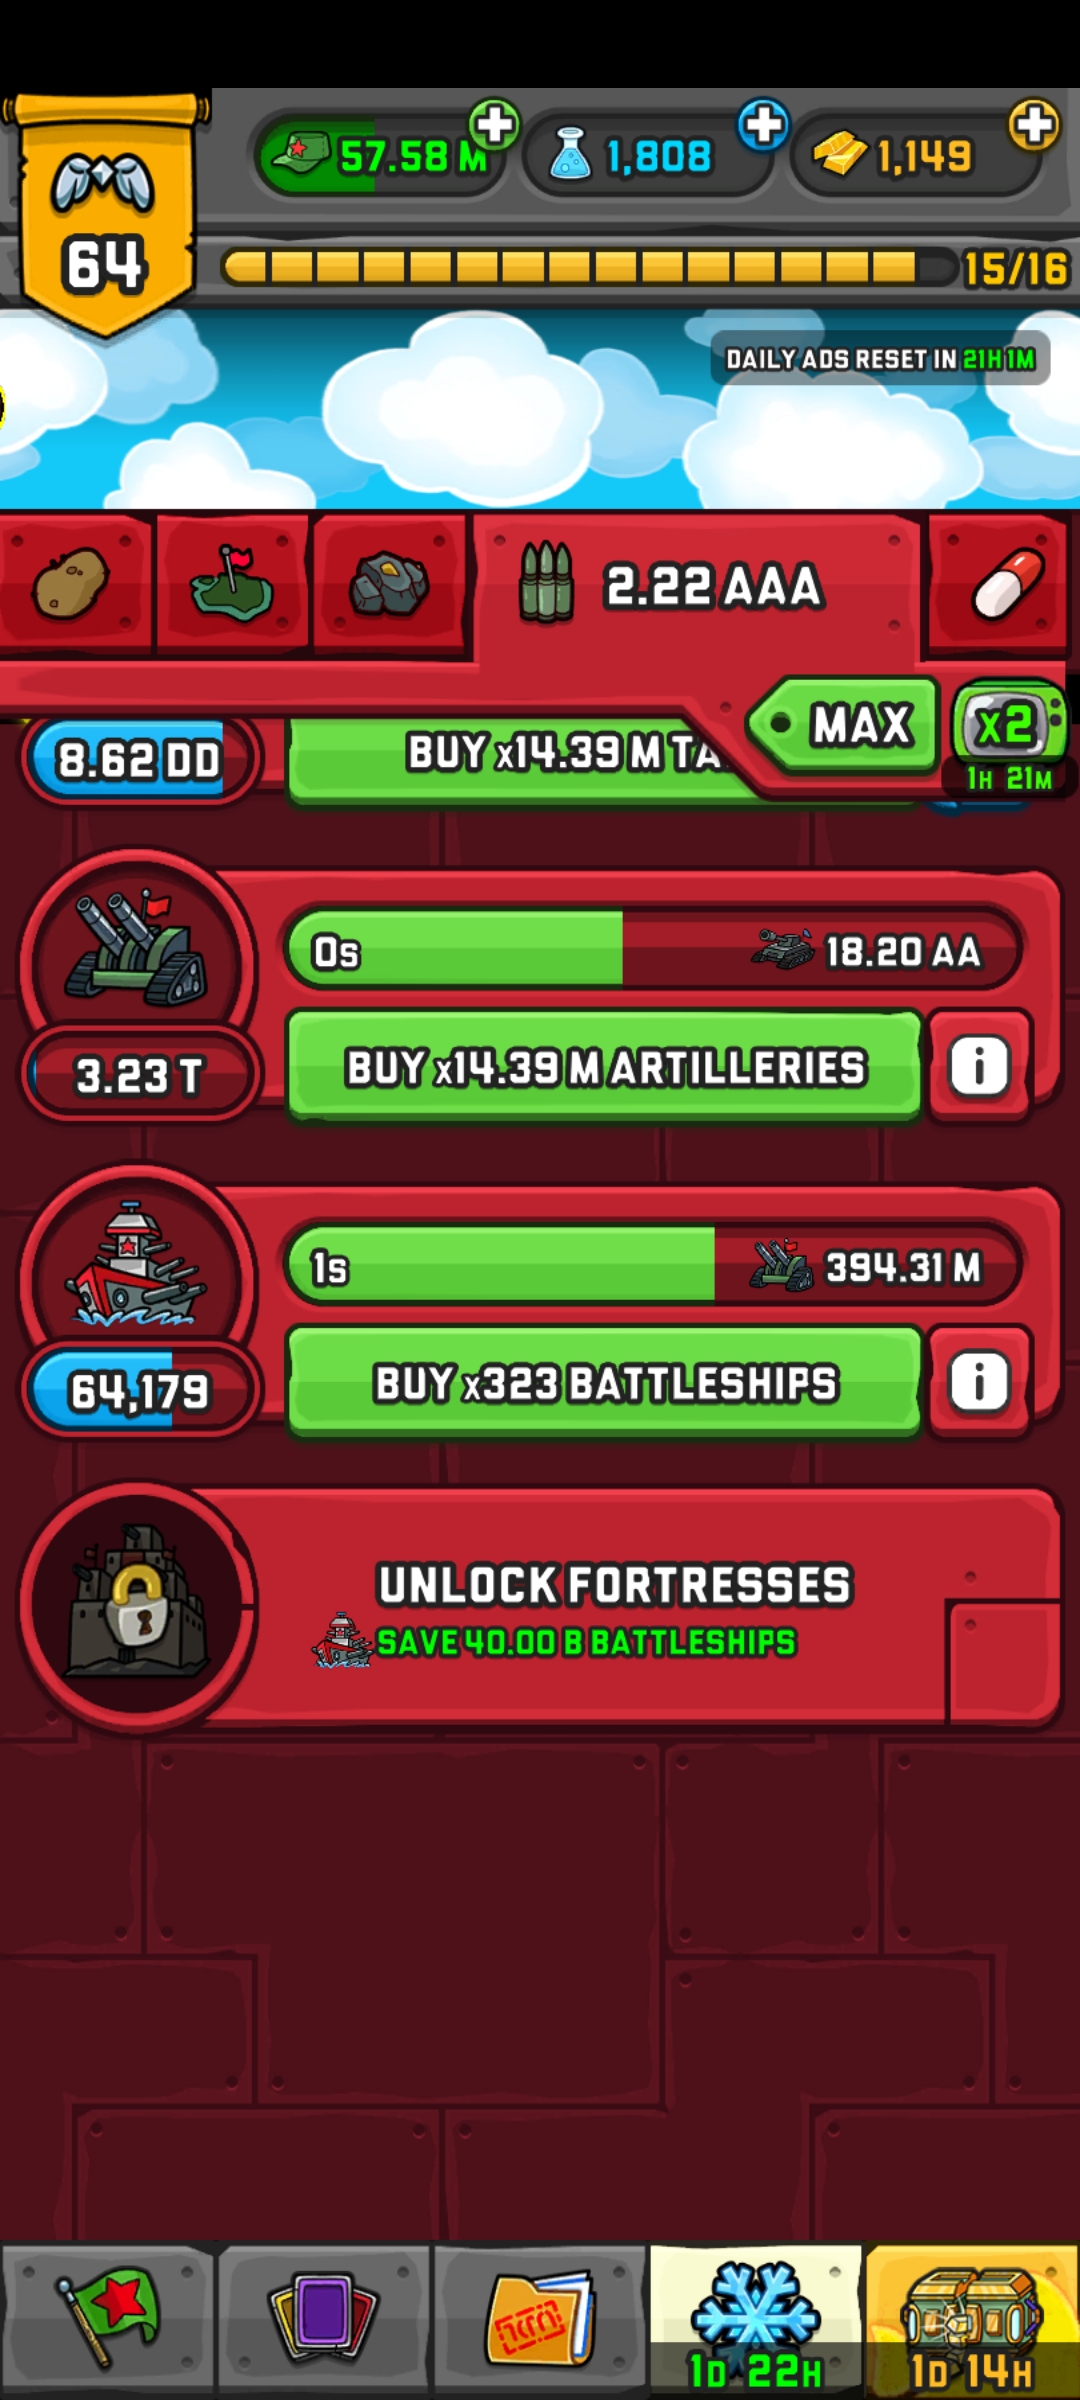 57.58 M
1,808
1,149
64
15/16
DAILY ADS RESET IN 21H 1M
2.22 AAA
MAX
x2
1H 21M
8.62 DD
BUY x14.39 M
0s
18.20 AA
3.23 T
BUY x14.39 M ARTILLERIES
i
1s
394.31 M
64,179
BUY x323 BATTLESHIPS
i
UNLOCK FORTRESSES
SAVE 40.00 B BATTLESHIPS
1D 22H
1D 14H